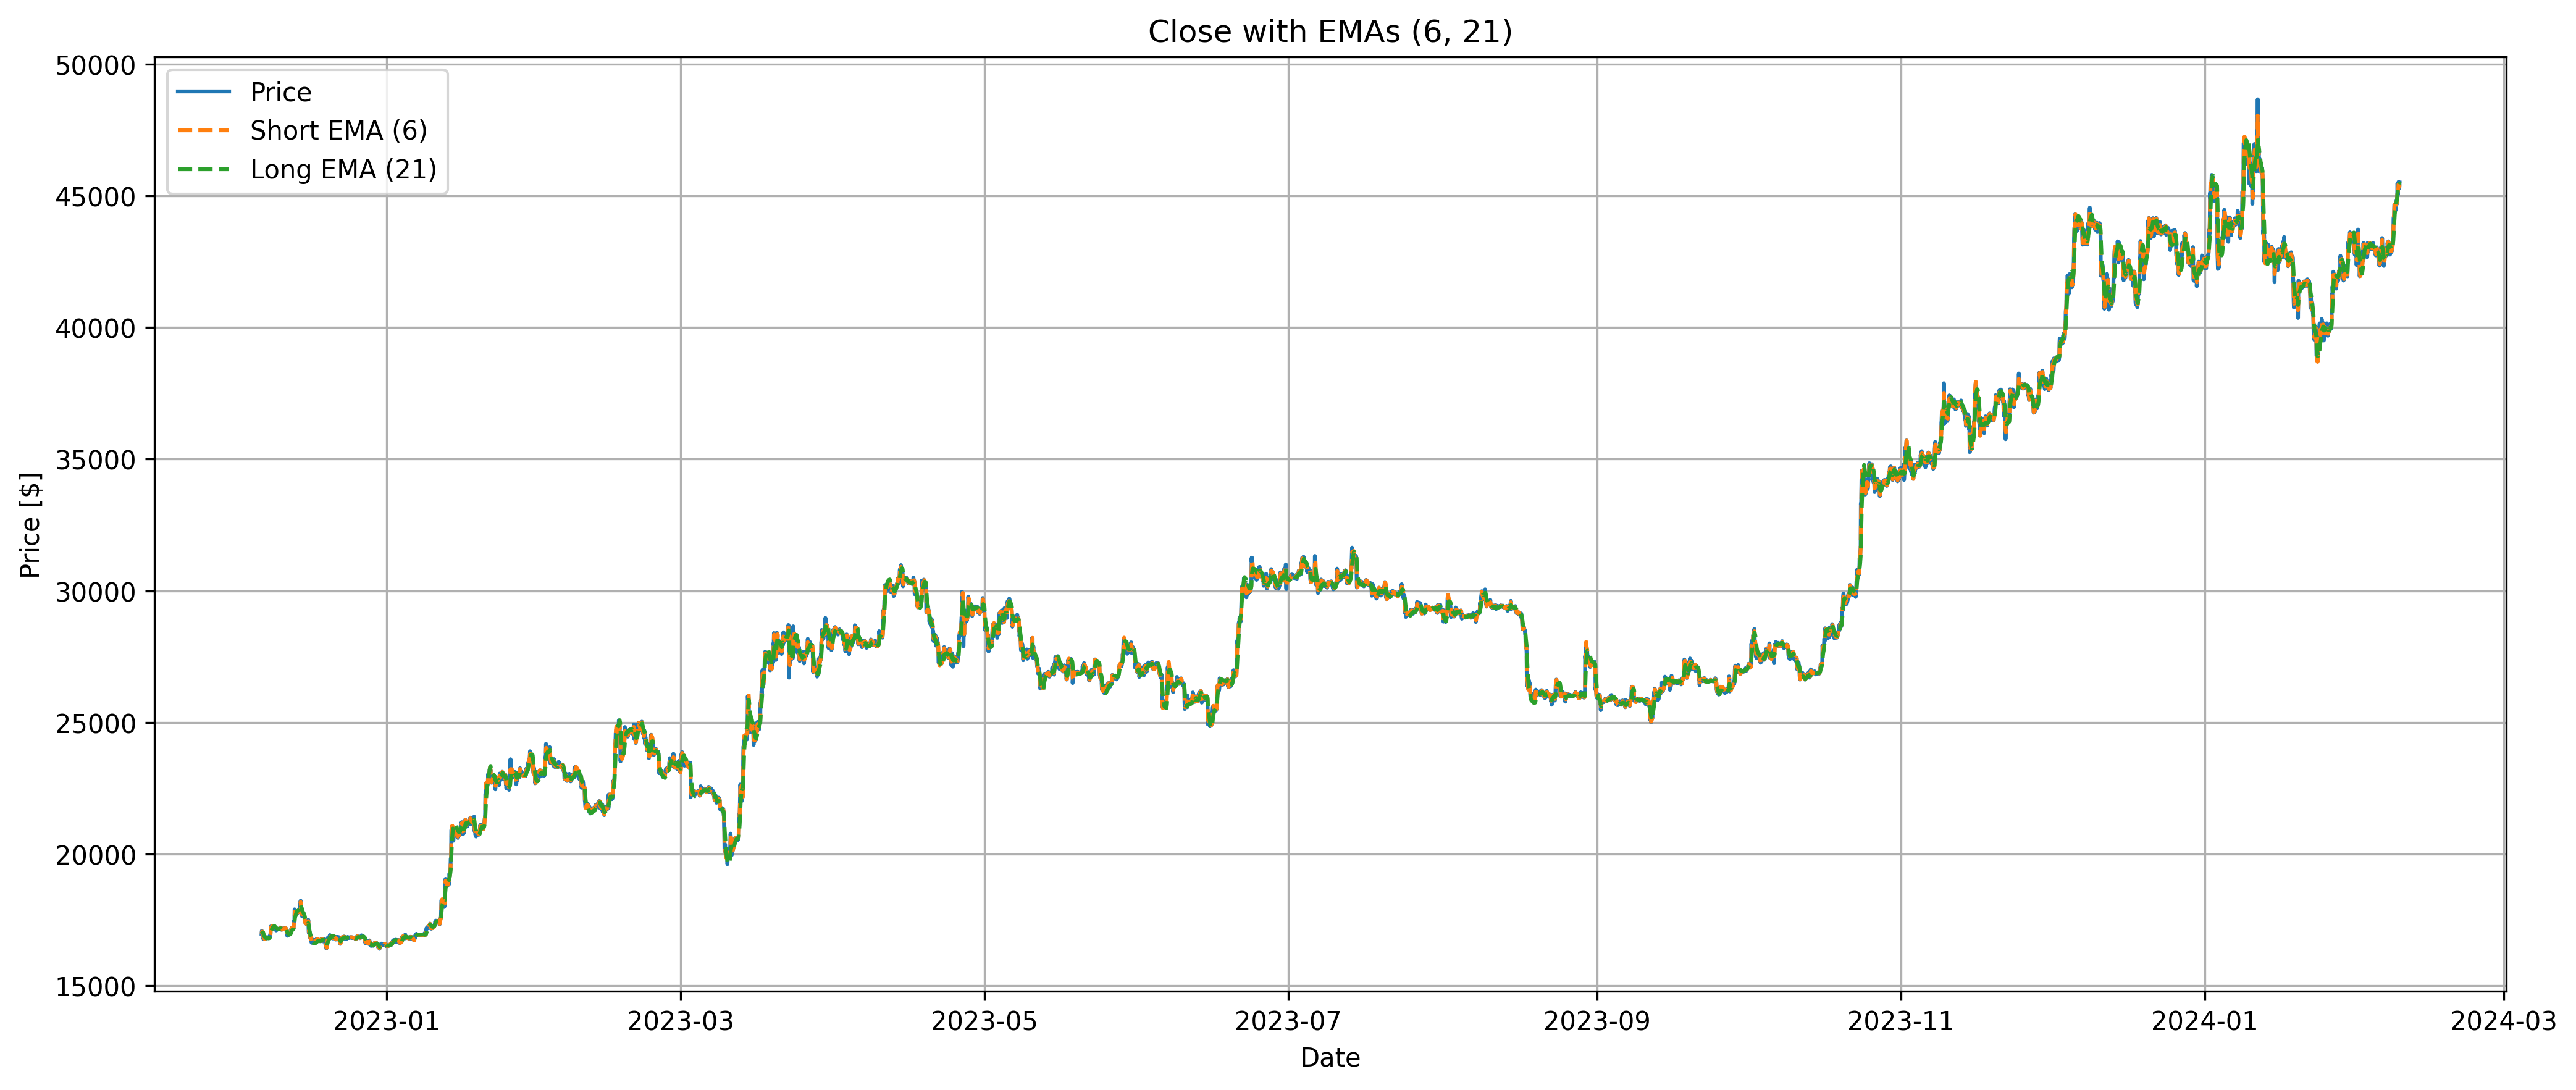 Close with EMAs (6, 21)
Price
Short EMA (6)
Long EMA (21)
50000
45000
40000
35000
30000
25000
20000
15000
Price [$]
2023-01
2023-03
2023-05
2023-07
2023-09
2023-11
2024-01
2024-03
Date